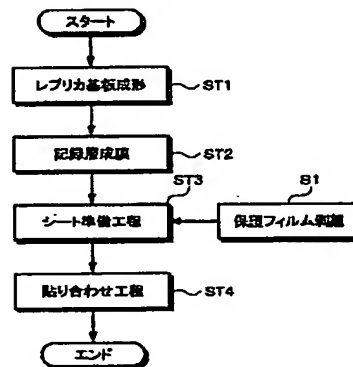 スタート
レプリカ基板成形
ST1
記録層成膜
ST2
ST3
シート準備工程
S1
保護フィルム剥離
貼り合わせ工程
ST4
エンド